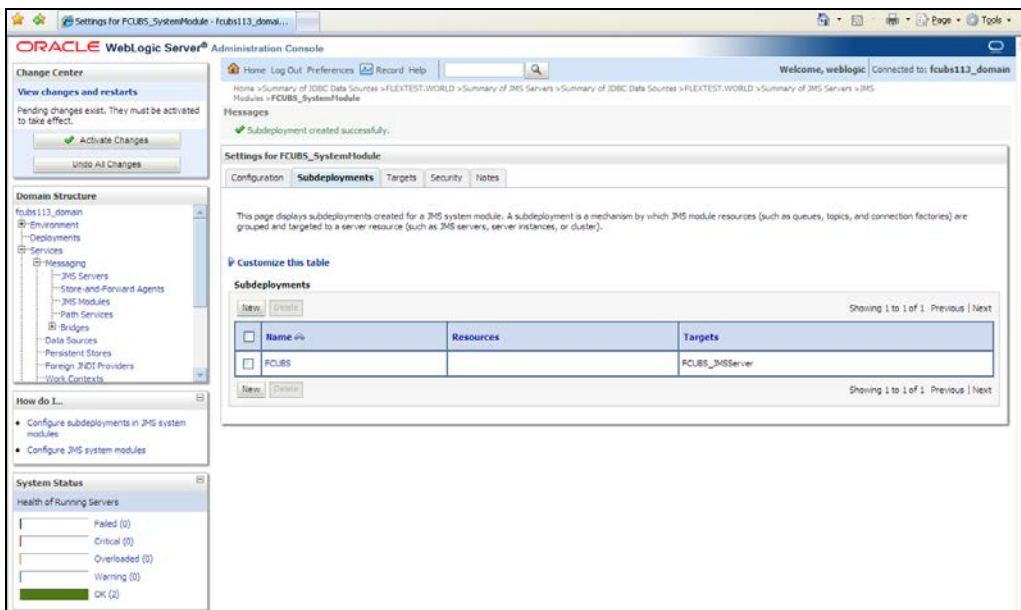 Settings for FCUBS_SystemModule - fcubs113_domai...
Page
Tools
ORACLE WebLogic Server® Administration Console
Change Center
View changes and restarts
Pending changes exist. They must be activated
to take effect.
Activate Changes
Undo All Changes
Domain Structure
fcubs113_domain
Environment
Deployments
Services
Messaging
JMS Servers
Store-and-Forward Agents
JMS Modules
Path Services
Bridges
Data Sources
Persistent Stores
Foreign JNDI Providers
Work Contexts
How do I...
Configure subdeployments in JMS system
modules
Configure JMS system modules
System Status
Health of Running Servers
Failed (0)
Critical (0)
Overloaded (0)
Warning (0)
OK (2)
Home Log Out Preferences Record Help
Welcome, weblogic Connected to: fcubs113_domain
Home >Summary of JDBC Data Sources >FLEXTEST.WORLD >Summary of JMS Servers >Summary of JDBC Data Sources >FLEXTEST.WORLD >Summary of JMS Servers >JMS
Modules >FCUBS_SystemModule
Messages
Subdeployment created successfully.
Settings for FCUBS_SystemModule
Configuration Subdeployments Targets Security Notes
This page displays subdeployments created for a JMS system module. A subdeployment is a mechanism by which JMS module resources (such as queues, topics, and connection factories) are
grouped and targeted to a server resource (such as JMS servers, server instances, or cluster).
Customize this table
Subdeployments
New Delete Showing 1 to 1 of 1 Previous | Next
Name Resources Targets
FCUBS FCUBS_JMSServer
New Delete Showing 1 to 1 of 1 Previous | Next